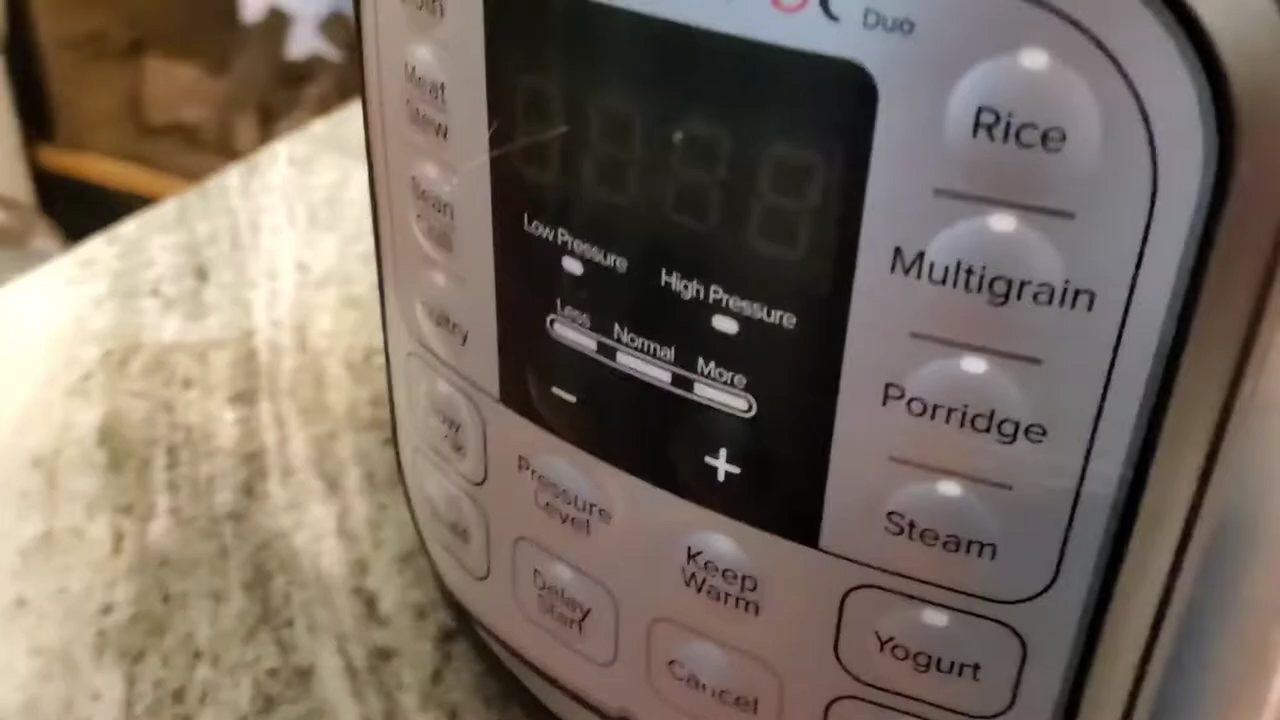 Duo
Meat
Stew
Bean
Low Pressure
High Pressure
Less
Normal
More
−
+
Pressure
Level
Keep
Warm
Delay
Start
Cancel
Rice
Multigrain
Porridge
Steam
Yogurt